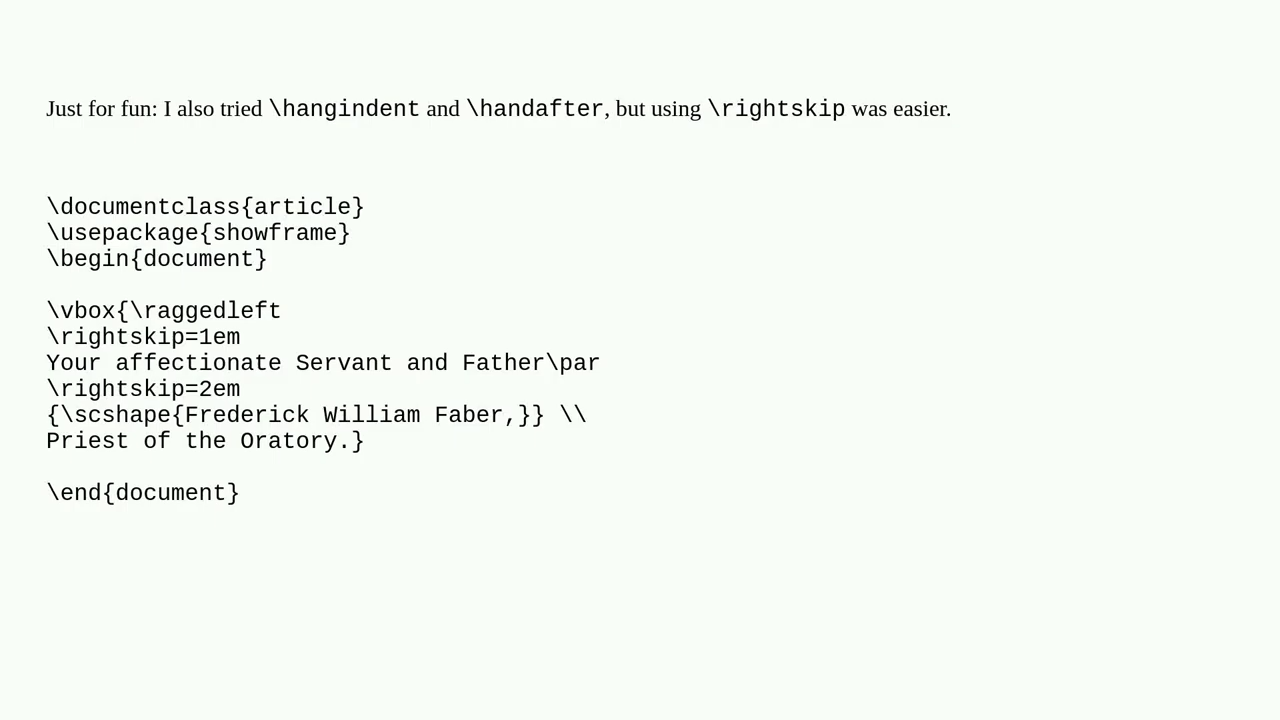 Just for fun: I also tried \hangindent and \handafter, but using \rightskip was easier.
\documentclass{article}
\usepackage{showframe}
\begin{document}
\vbox{\raggedleft
\rightskip=1em
Your affectionate Servant and Father\par
\rightskip=2em
{\scshape{Frederick William Faber,}} \\
Priest of the Oratory.}
\end{document}